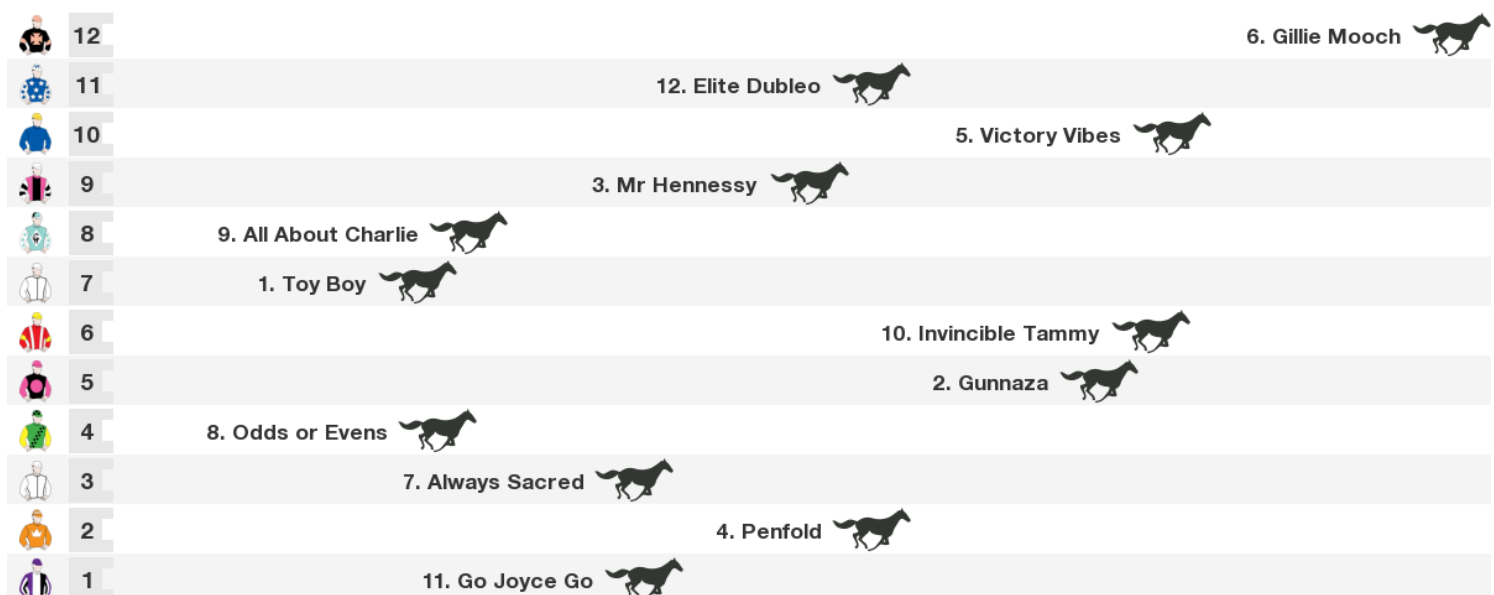 12 6. Gillie Mooch
11 12. Elite Dubleo
10 5. Victory Vibes
9 3. Mr Hennessy
8 9. All About Charlie
7 1. Toy Boy
6 10. Invincible Tammy
5 2. Gunnaza
4 8. Odds or Evens
3 7. Always Sacred
2 4. Penfold
1 11. Go Joyce Go